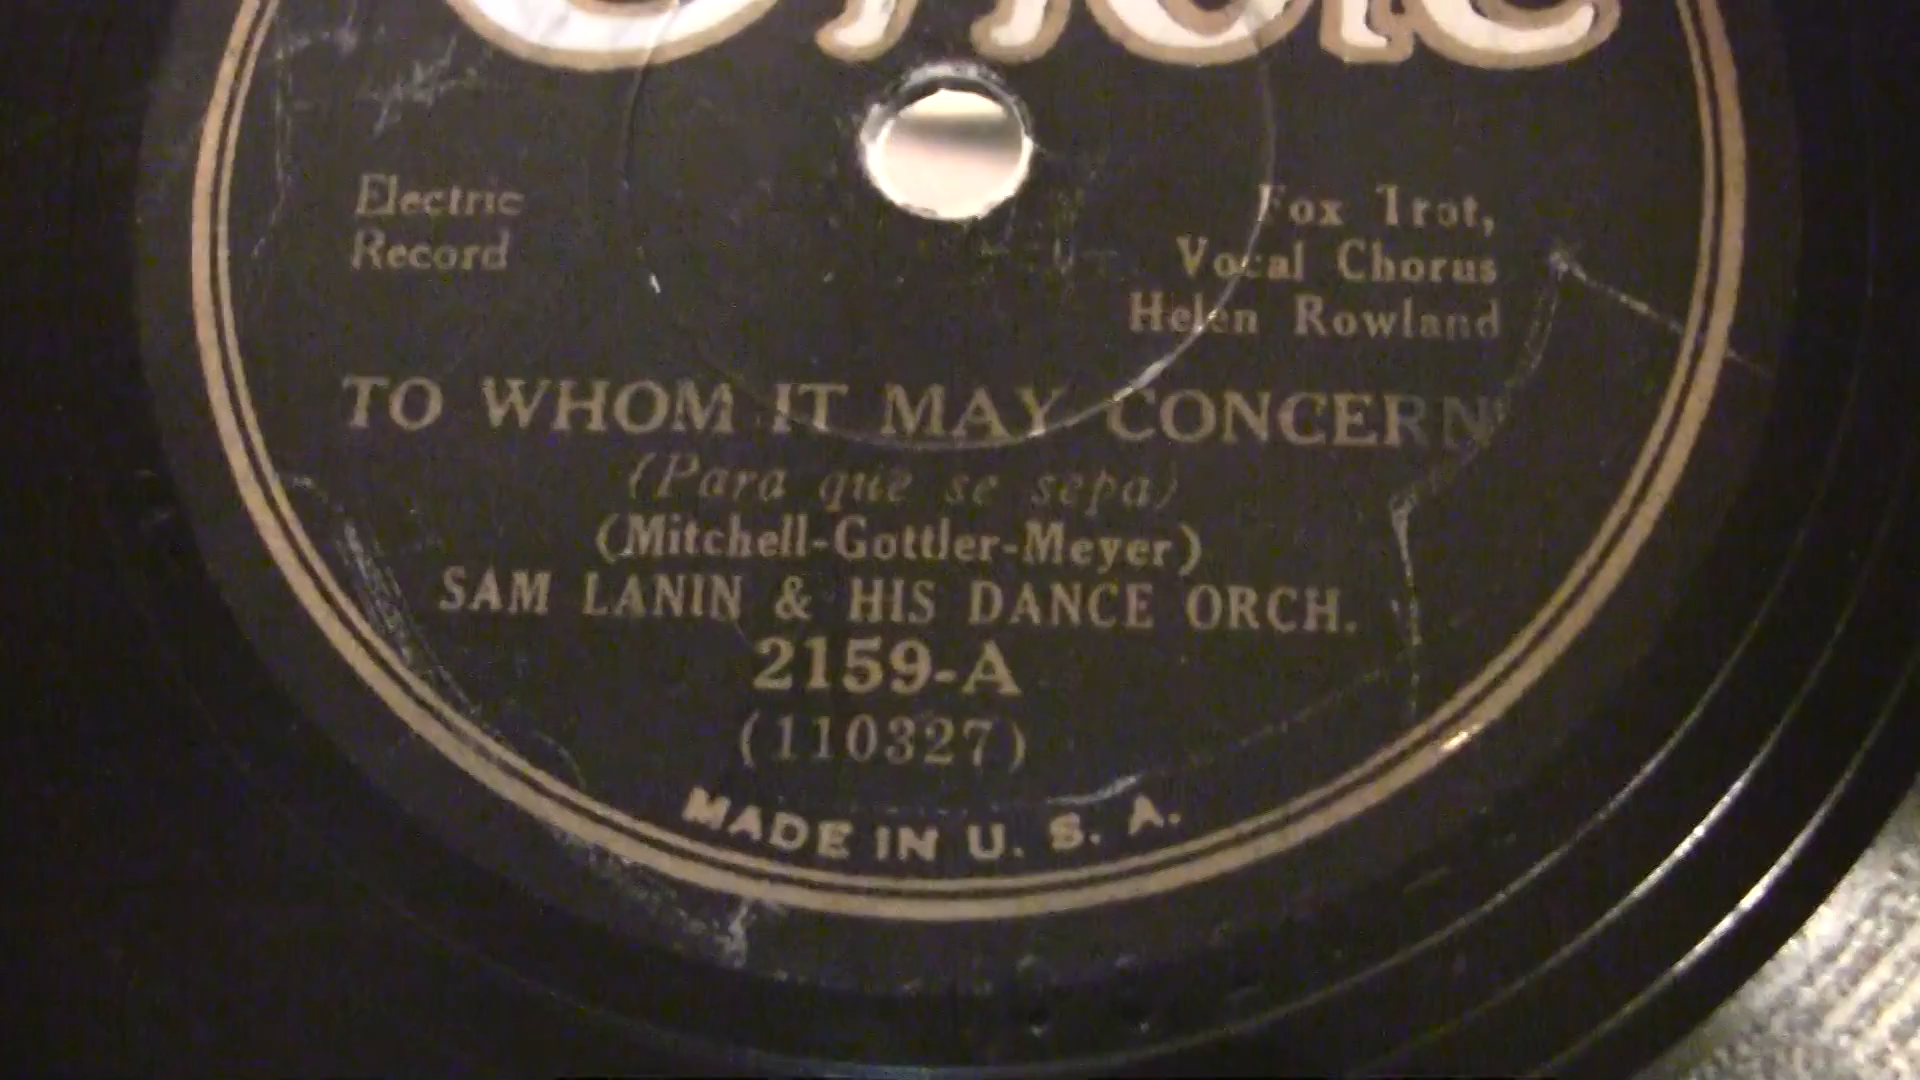 Electric
Record
Fox Trot,
Vocal Chorus
Helen Rowland
TO WHOM IT MAY CONCERN
(Para que se sepa)
(Mitchell-Gottler-Meyer)
SAM LANIN & HIS DANCE ORCH.
2159-A
(110327)
MADE IN U. S. A.